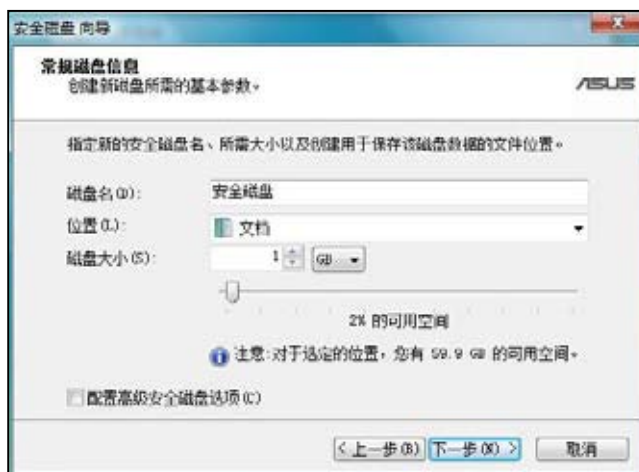 安全磁盘 向导
常规磁盘信息
创建新磁盘所需的基本参数。
ASUS
指定新的安全磁盘名、所需大小以及创建用于保存该磁盘数据的文件位置。
磁盘名(D): 安全磁盘
位置(L): 文档
磁盘大小(S): 1 GB
2% 的可用空间
注意:对于选定的位置，您有 59.9 GB 的可用空间。
配置高级安全磁盘选项(C)
<上一步(B) 下一步(N) > 取消